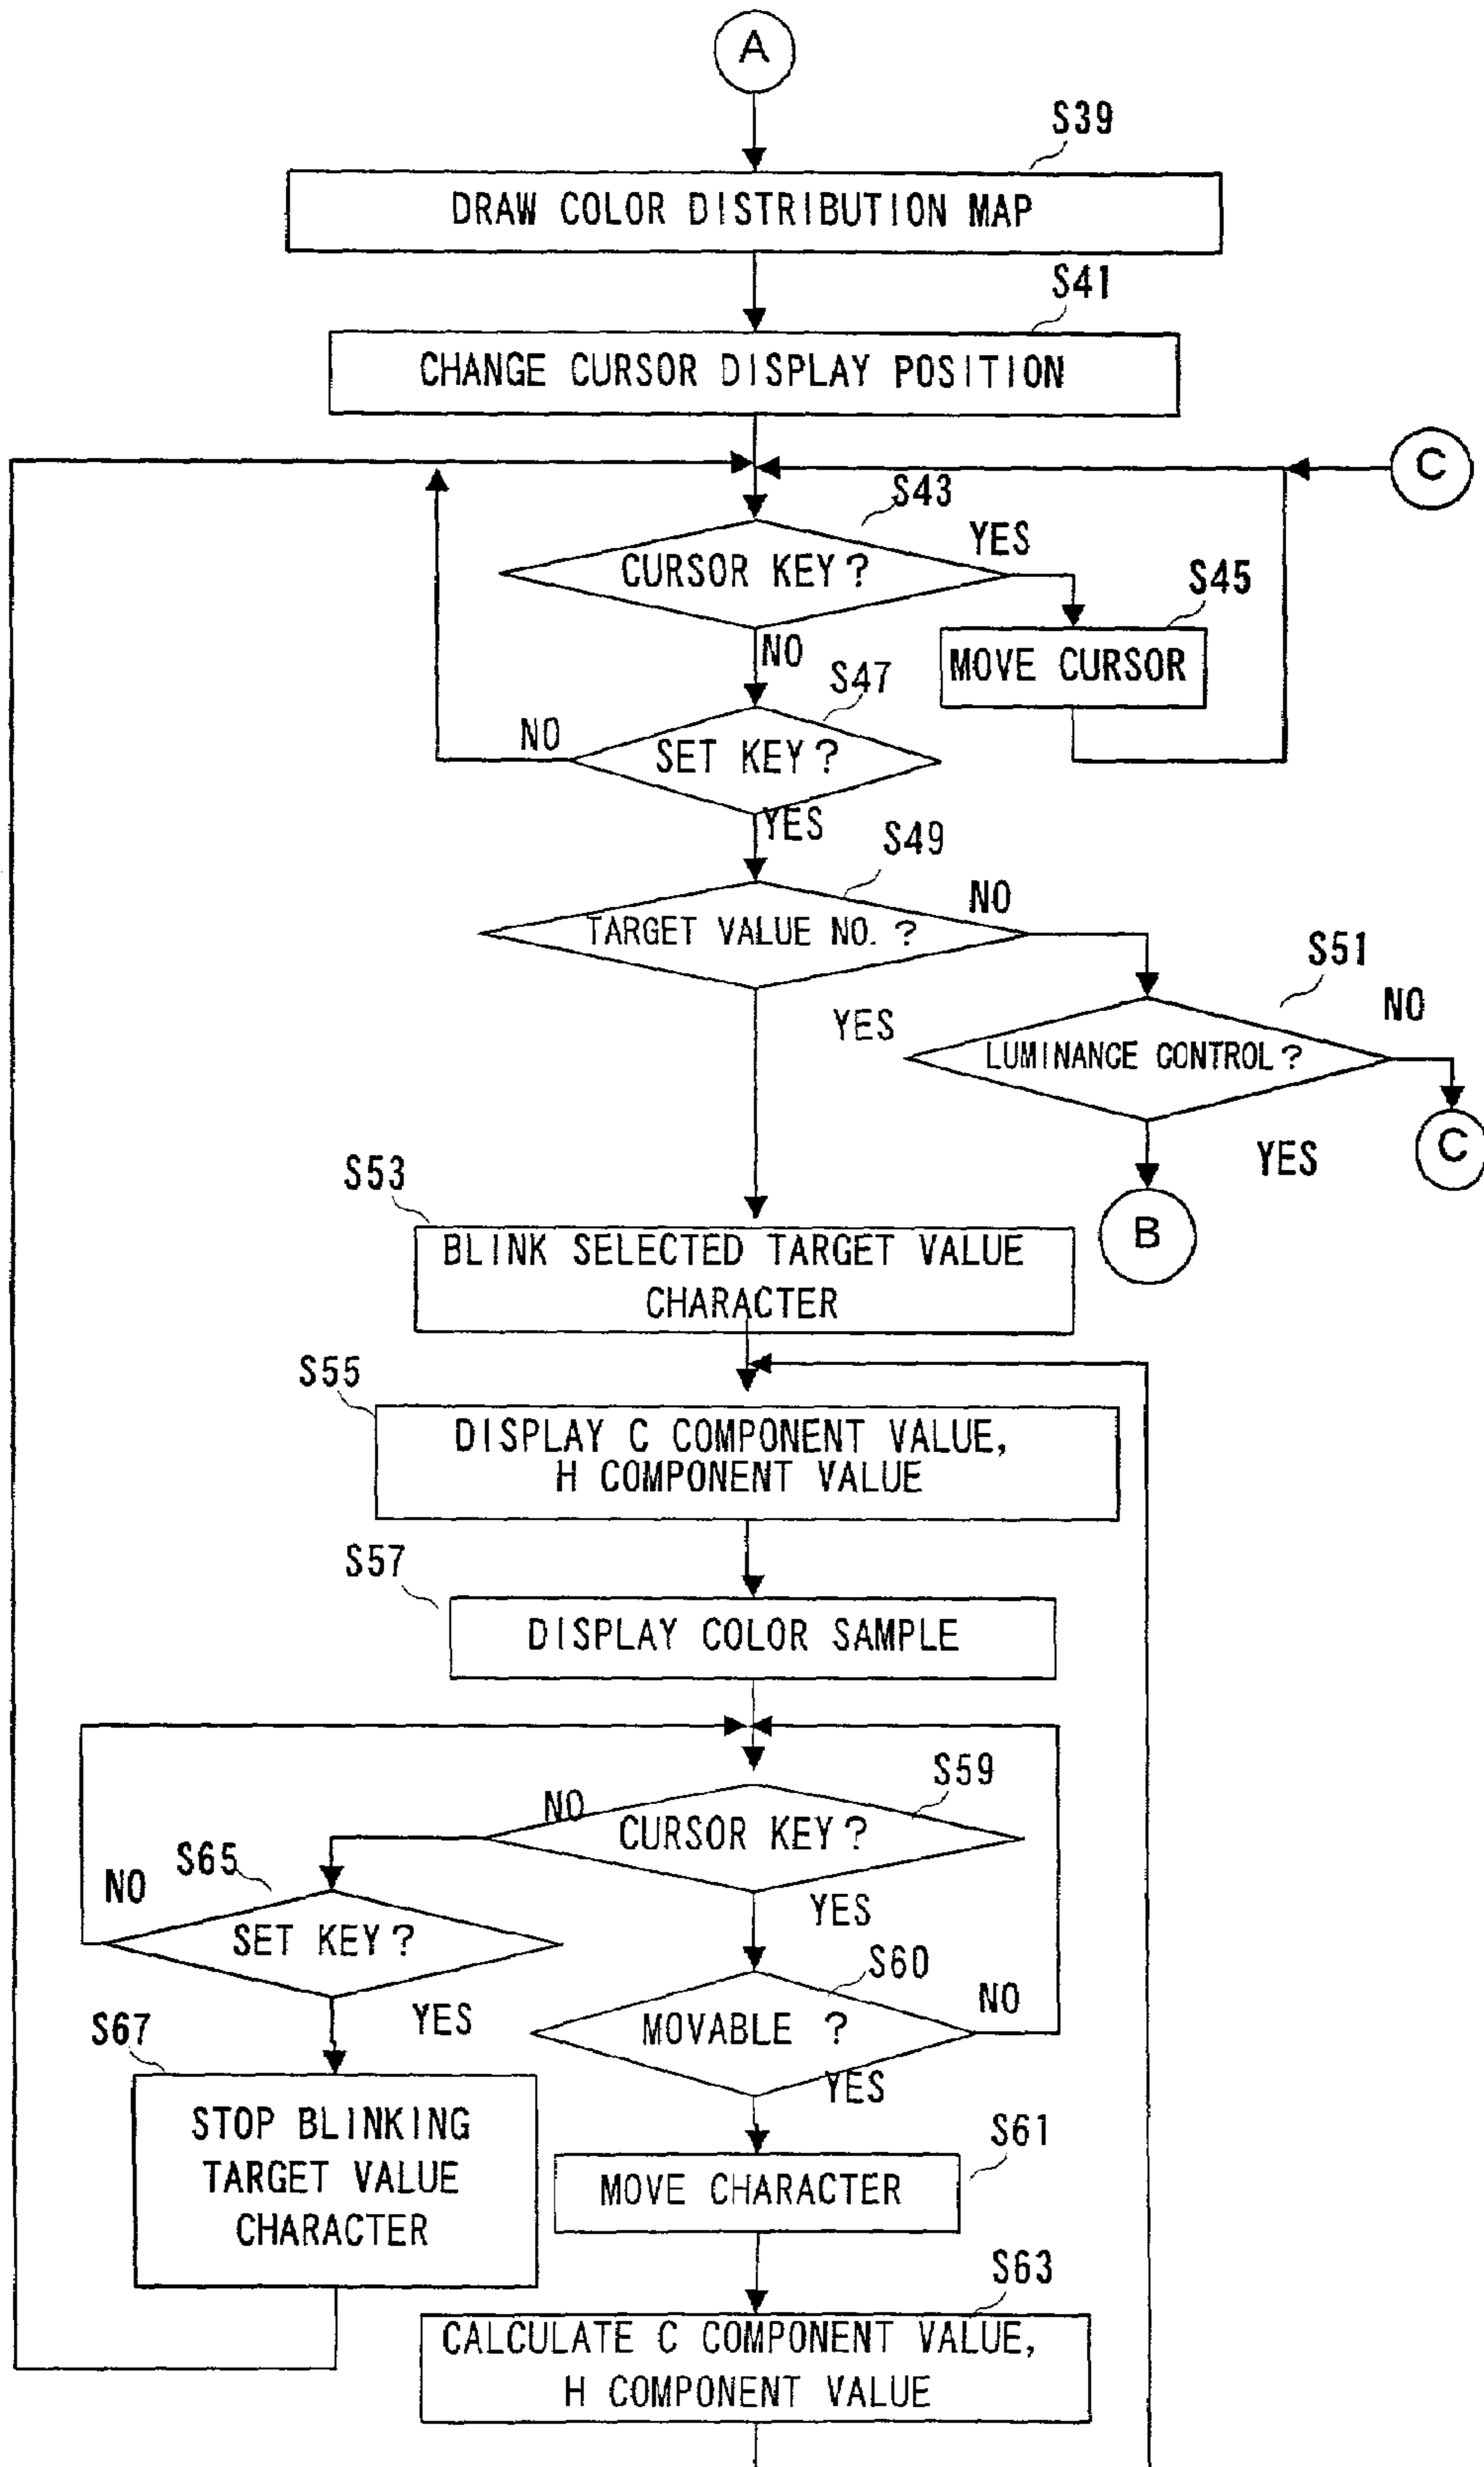 A
S39
DRAW COLOR DISTRIBUTION MAP
S41
CHANGE CURSOR DISPLAY POSITION
C
S43
YES
CURSOR KEY?
S45
MOVE CURSOR
NO
S47
NO
SET KEY?
YES
S49
NO
TARGET VALUE NO. ?
S51
NO
YES
LUMINANCE CONTROL?
C
YES
B
S53
BLINK SELECTED TARGET VALUE
CHARACTER
S55
DISPLAY C COMPONENT VALUE,
H COMPONENT VALUE
S57
DISPLAY COLOR SAMPLE
S59
NO
CURSOR KEY?
S65
NO
YES
SET KEY?
S60
NO
MOVABLE ?
YES
S67
YES
STOP BLINKING
TARGET VALUE
CHARACTER
S61
MOVE CHARACTER
S63
CALCULATE C COMPONENT VALUE,
H COMPONENT VALUE